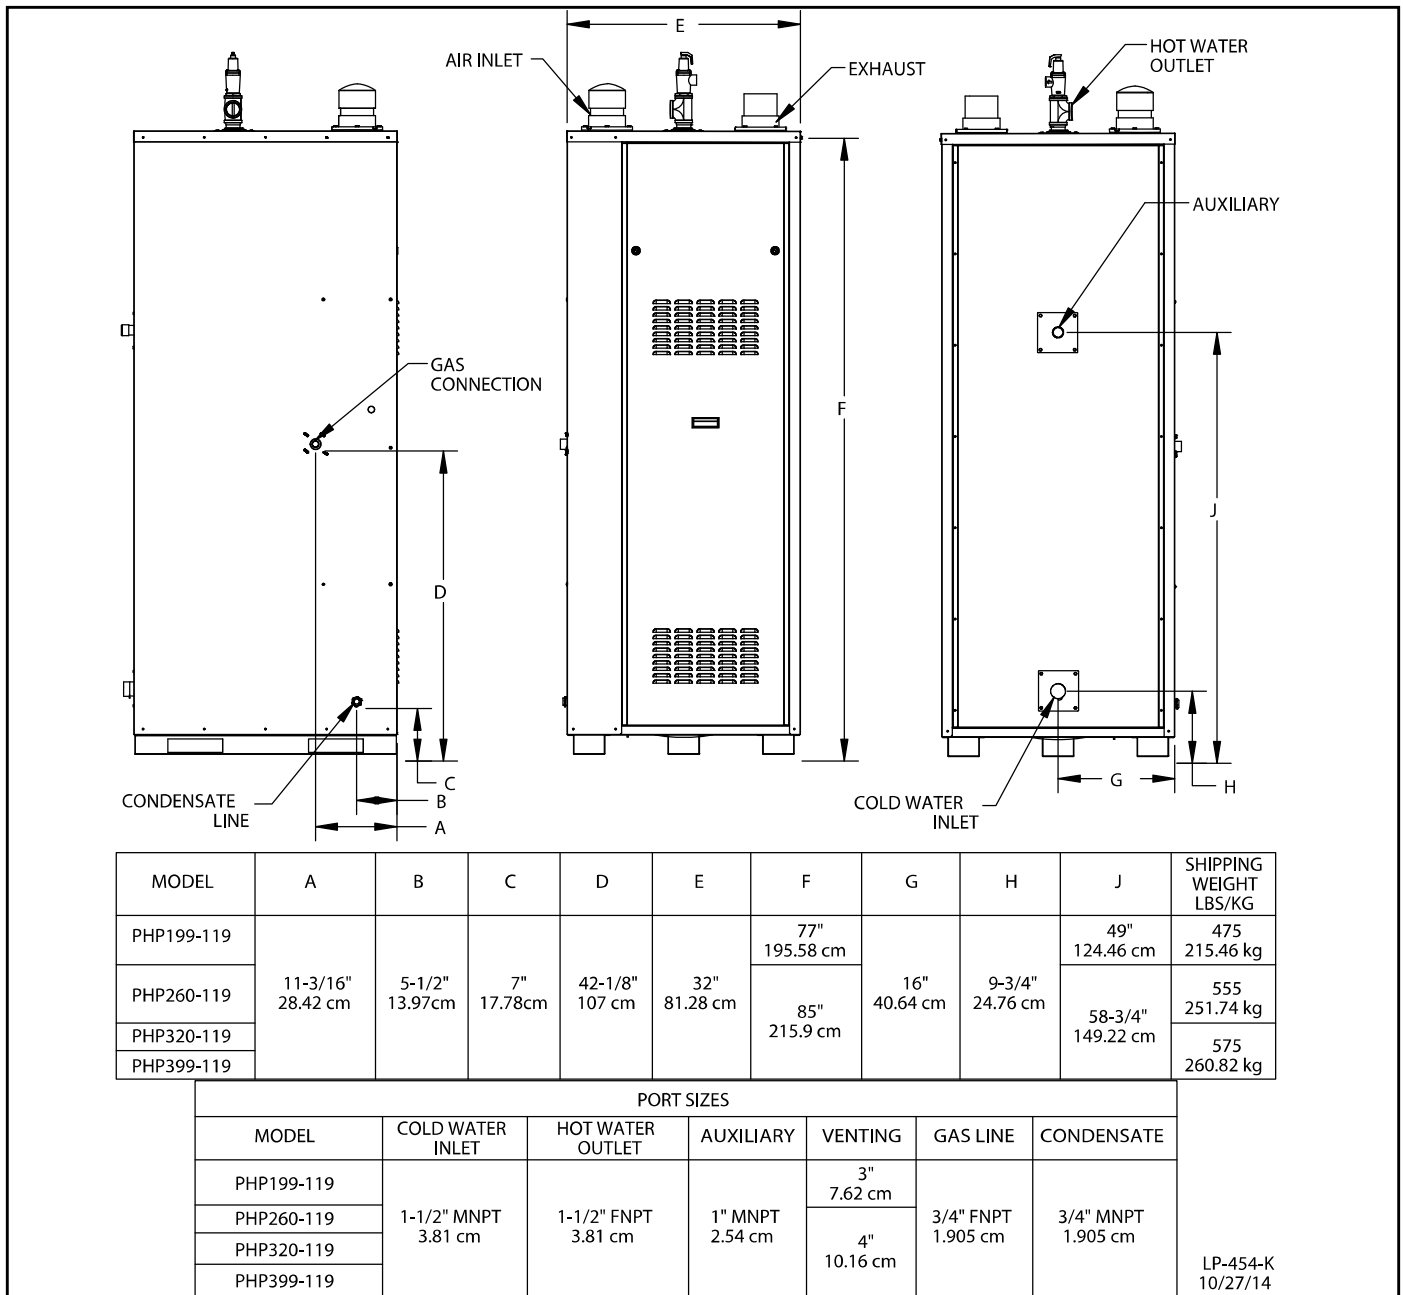 E
AIR INLET
EXHAUST
HOT WATER
OUTLET
AUXILIARY
GAS
CONNECTION
F
J
D
C
B
A
G
H
CONDENSATE
LINE
COLD WATER
INLET
MODEL A B C D E F G H J SHIPPING
WEIGHT
LBS/KG
PHP199-119
11-3/16"
28.42 cm
5-1/2"
13.97cm
7"
17.78cm
42-1/8"
107 cm
32"
81.28 cm
77"
195.58 cm
16"
40.64 cm
9-3/4"
24.76 cm
49"
124.46 cm
475
215.46 kg
PHP260-119
85"
215.9 cm
58-3/4"
149.22 cm
555
251.74 kg
PHP320-119
575
260.82 kg
PHP399-119
PORT SIZES
MODEL
COLD WATER
INLET
HOT WATER
OUTLET
AUXILIARY
VENTING
GAS LINE
CONDENSATE
PHP199-119
1-1/2" MNPT
3.81 cm
1-1/2" FNPT
3.81 cm
1" MNPT
2.54 cm
3"
7.62 cm
3/4" FNPT
1.905 cm
3/4" MNPT
1.905 cm
PHP260-119
4"
10.16 cm
PHP320-119
PHP399-119
LP-454-K
10/27/14